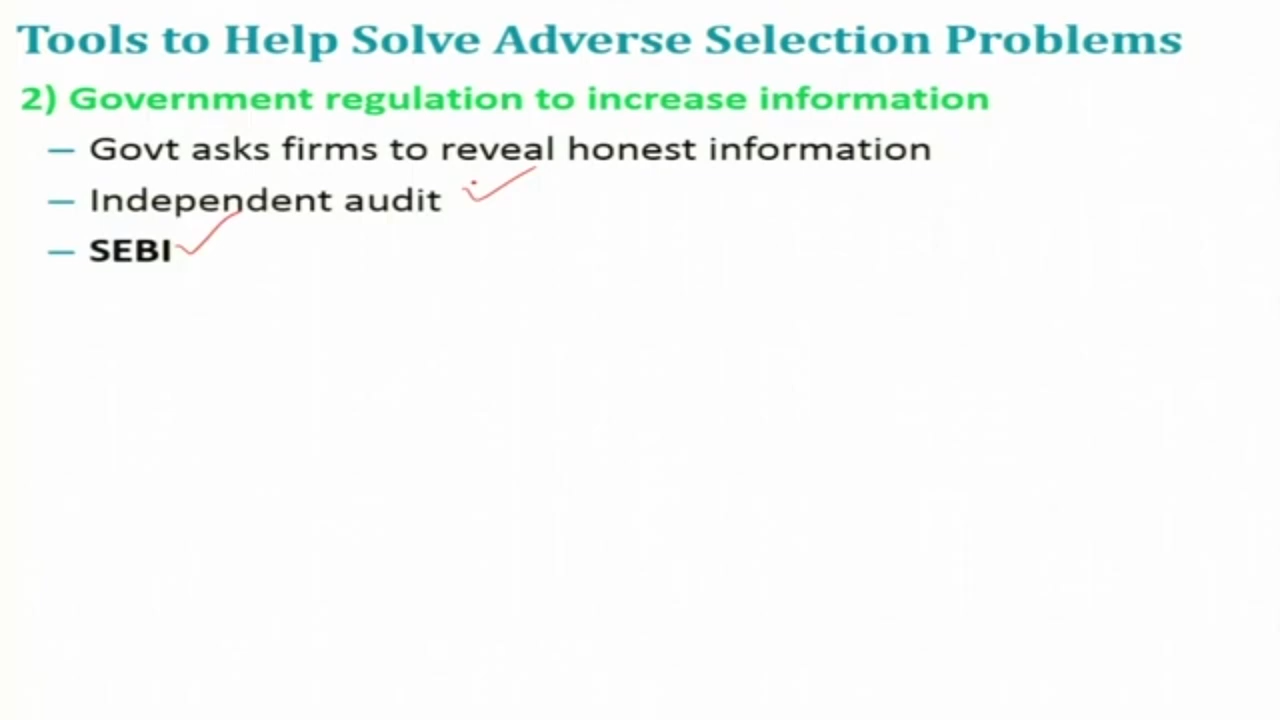 Tools to Help Solve Adverse Selection Problems
2) Government regulation to increase information
– Govt asks firms to reveal honest information
– Independent audit
– SEBI